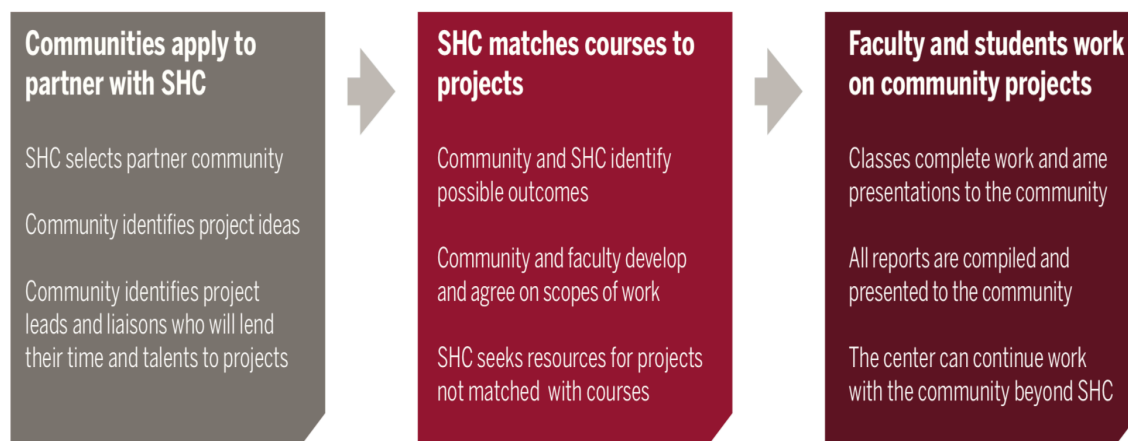 Communities apply to
partner with SHC
SHC selects partner community
Community identifies project ideas
Community identifies project
leads and liaisons who will lend
their time and talents to projects
SHC matches courses to
projects
Community and SHC identify
possible outcomes
Community and faculty develop
and agree on scopes of work
SHC seeks resources for projects
not matched with courses
Faculty and students work
on community projects
Classes complete work and ame
presentations to the community
All reports are compiled and
presented to the community
The center can continue work
with the community beyond SHC